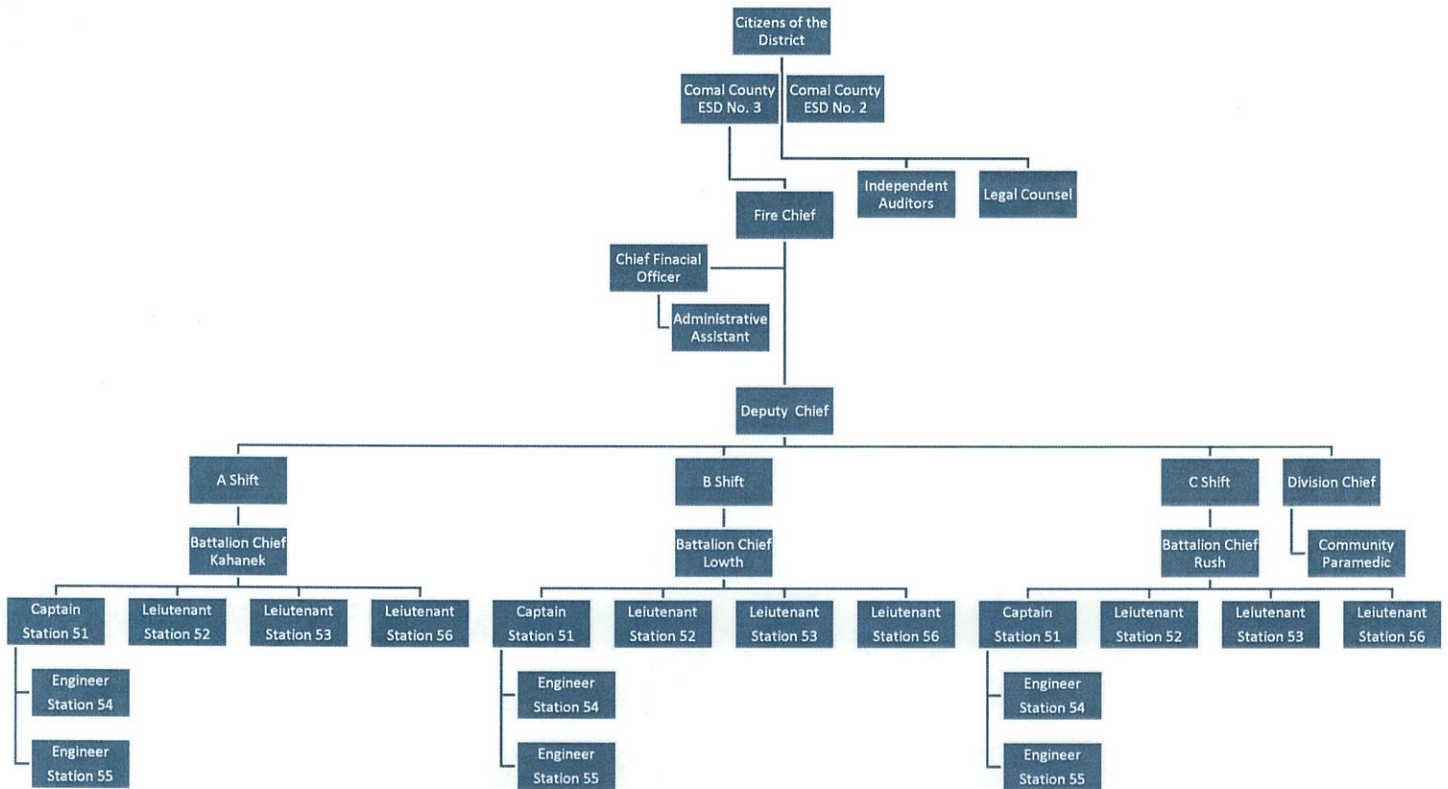 Citizens of the
District
Comal County
ESD No. 3
Comal County
ESD No. 2
Independent
Auditors
Legal Counsel
Fire Chief
Chief Finacial
Officer
Administrative
Assistant
Deputy Chief
A Shift
B Shift
C Shift
Division Chief
Battalion Chief
Kahanek
Battalion Chief
Lowth
Battalion Chief
Rush
Community
Paramedic
Captain
Station 51
Leiutenant
Station 52
Leiutenant
Station 53
Leiutenant
Station 56
Captain
Station 51
Leiutenant
Station 52
Leiutenant
Station 53
Leiutenant
Station 56
Captain
Station 51
Leiutenant
Station 52
Leiutenant
Station 53
Leiutenant
Station 56
Engineer
Station 54
Engineer
Station 54
Engineer
Station 54
Engineer
Station 55
Engineer
Station 55
Engineer
Station 55